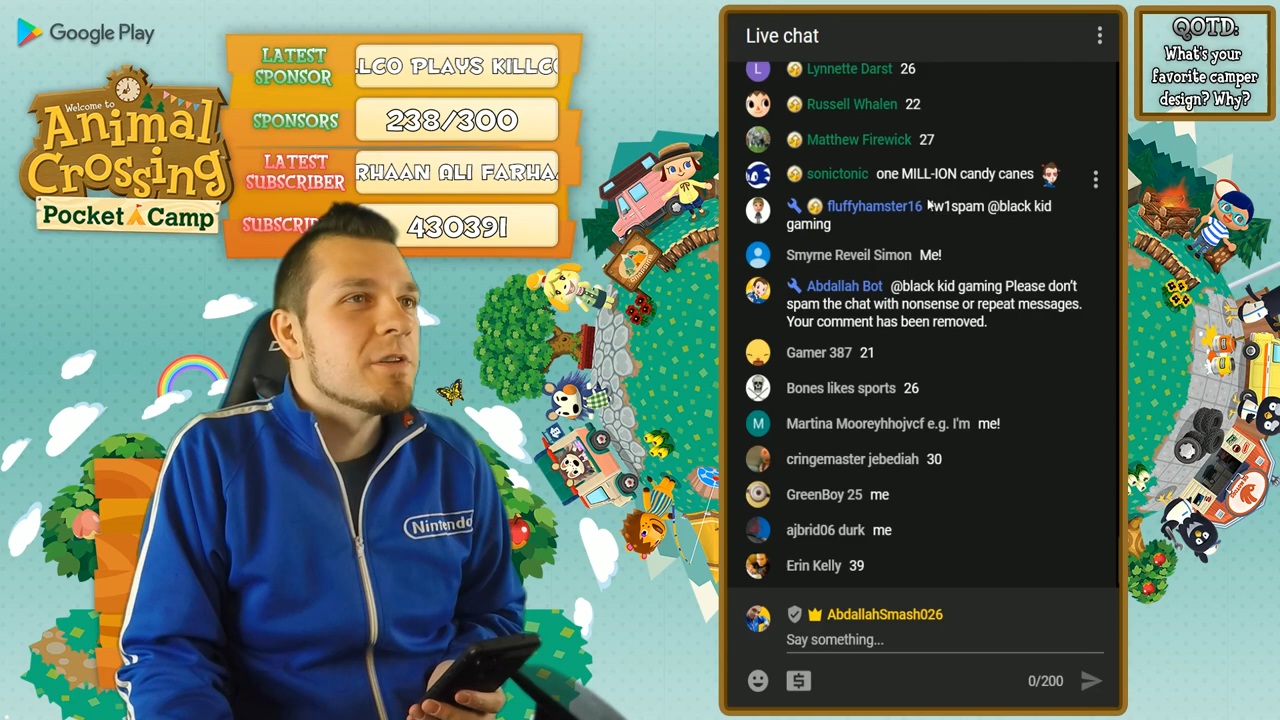 Google Play
Welcome to
Animal
Crossing
Pocket Camp
LATEST
SPONSOR
LLGO PLAYS KILLGO
SPONSORS
238/300
LATEST
SUBSCRIBER
RHAAN ALI FARHA
SUBSCRI
430391
Nintendo
Live chat
L
Lynnette Darst 26
Russell Whalen 22
Matthew Firewick 27
sonictonic one MILL-ION candy canes
fluffyhamster16 !w1spam @black kid
gaming
Smyrne Reveil Simon Me!
Abdallah Bot @black kid gaming Please don't
spam the chat with nonsense or repeat messages.
Your comment has been removed.
Gamer 387 21
Bones likes sports 26
M
Martina Mooreyhhojvcf e.g. I'm me!
cringemaster jebediah 30
GreenBoy 25 me
ajbrid06 durk me
Erin Kelly 39
AbdallahSmash026
Say something...
0/200
QOTD:
What's your
favorite camper
design? Why?